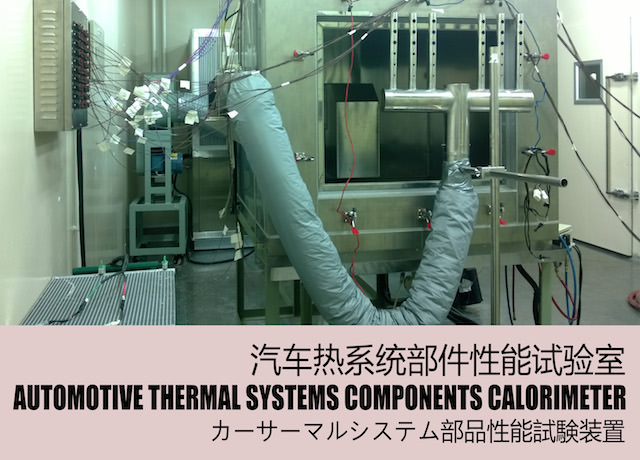 汽车热系统部件性能试验室
AUTOMOTIVE THERMAL SYSTEMS COMPONENTS CALORIMETER
カーサーマルシステム部品性能試験装置